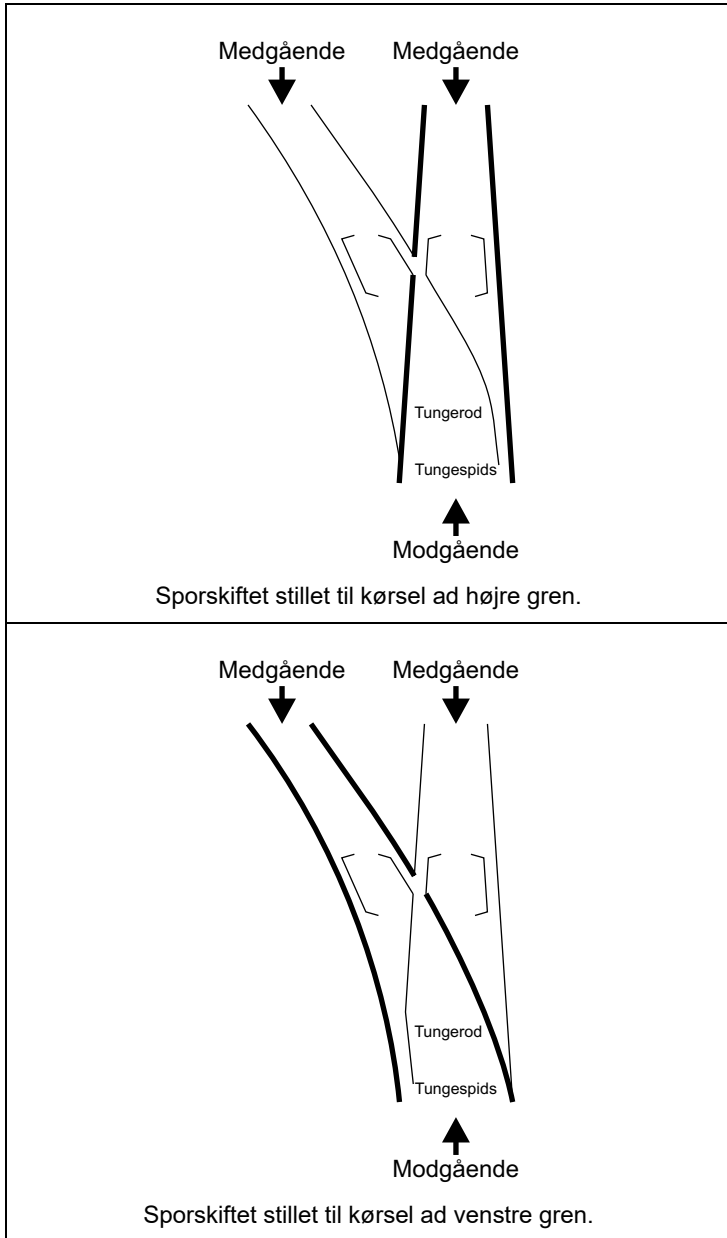 Medgående Medgående
Tungerod
Tungespids
Modgående
Sporskiftet stillet til kørsel ad højre gren.
Medgående Medgående
Tungerod
Tungespids
Modgående
Sporskiftet stillet til kørsel ad venstre gren.